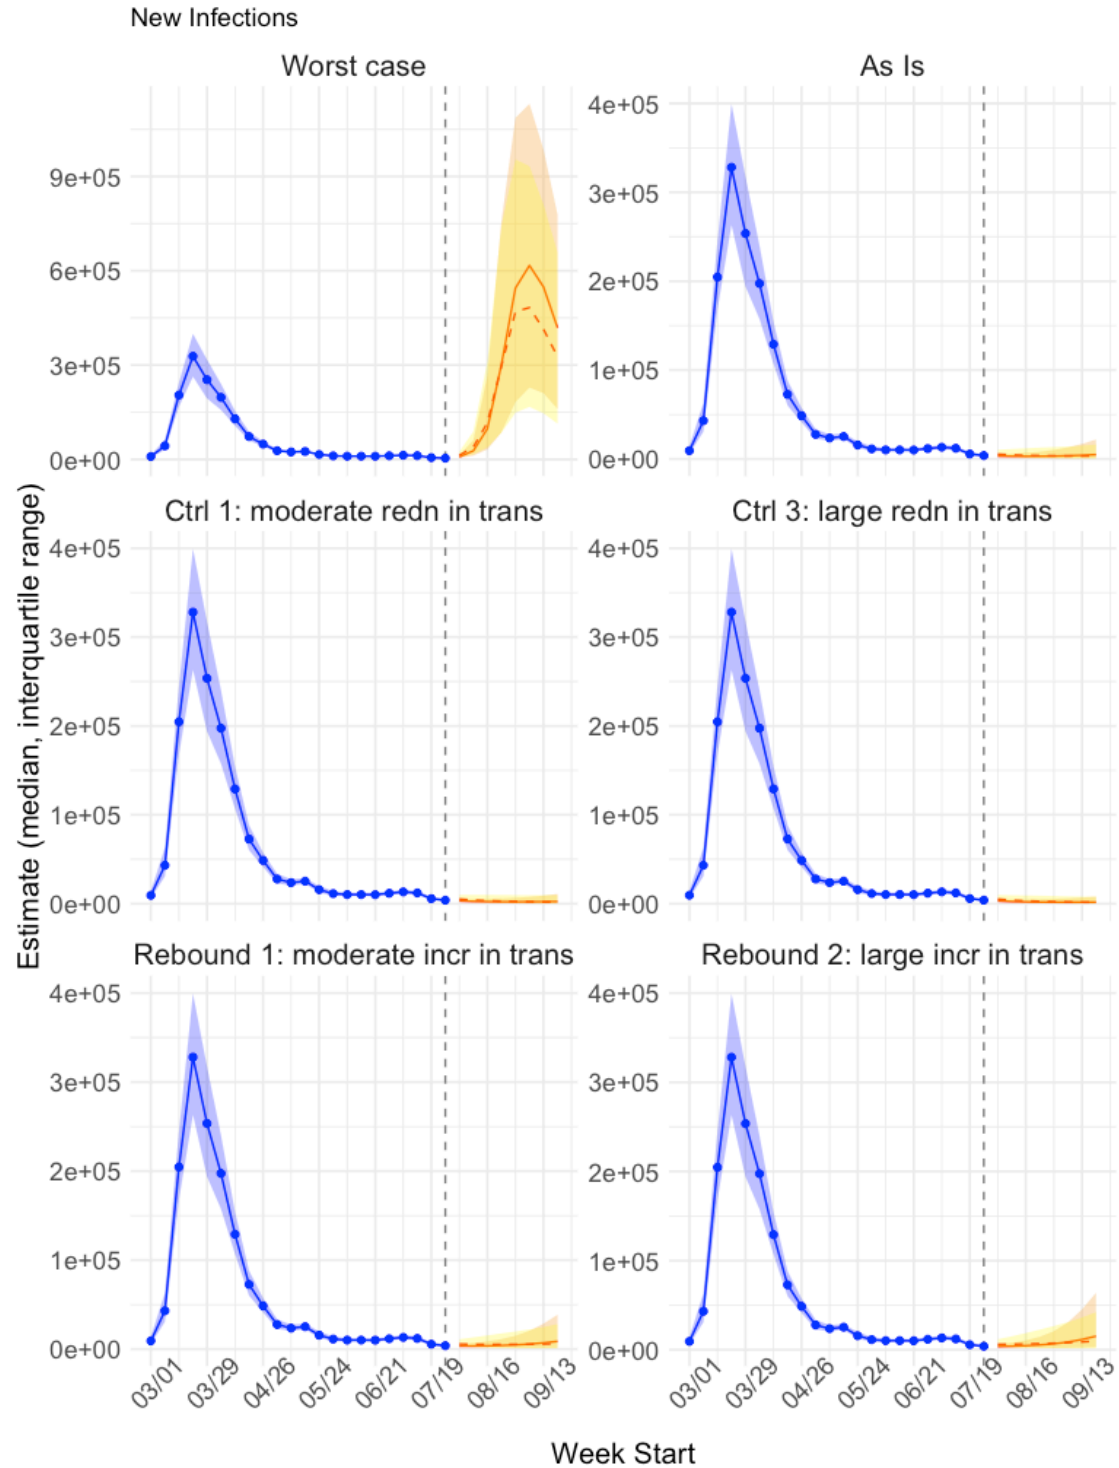 New Infections
Worst case
As Is
9e+05
6e+05
3e+05
0e+00
4e+05
3e+05
2e+05
1e+05
0e+00
Ctrl 1: moderate redn in trans
Ctrl 3: large redn in trans
4e+05
3e+05
2e+05
1e+05
0e+00
4e+05
3e+05
2e+05
1e+05
0e+00
Rebound 1: moderate incr in trans
Rebound 2: large incr in trans
4e+05
3e+05
2e+05
1e+05
0e+00
4e+05
3e+05
2e+05
1e+05
0e+00
03/01
03/29
04/26
05/24
06/21
07/19
08/16
09/13
03/01
03/29
04/26
05/24
06/21
07/19
08/16
09/13
Estimate (median, interquartile range)
Week Start